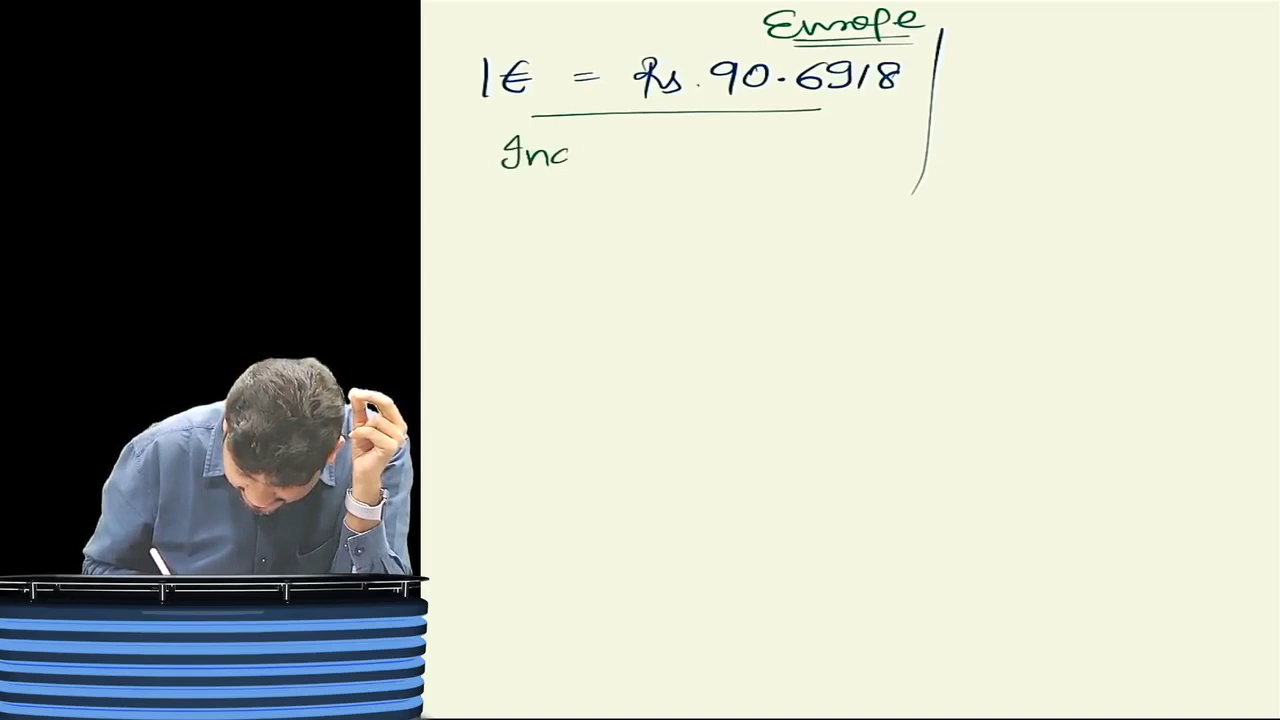 Europe
1€ = Rs. 90.6918
Inc